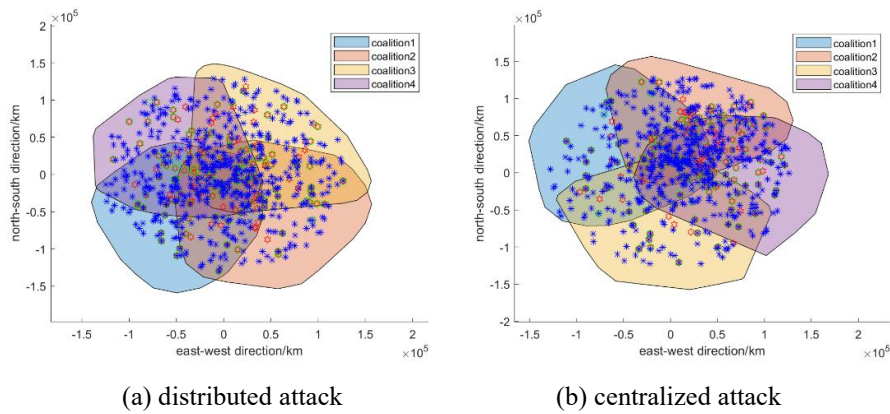 ×10^5
2
1.5
1
0.5
0
-0.5
-1
-1.5
north-south direction/km
-1.5 -1 -0.5 0 0.5 1 1.5 2
east-west direction/km
×10^5
coalition1
coalition2
coalition3
coalition4
(a) distributed attack
×10^5
2
1.5
1
0.5
0
-0.5
-1
-1.5
-2
north-south direction/km
-1.5 -1 -0.5 0 0.5 1 1.5 2
east-west direction/km
×10^5
coalition1
coalition2
coalition3
coalition4
(b) centralized attack